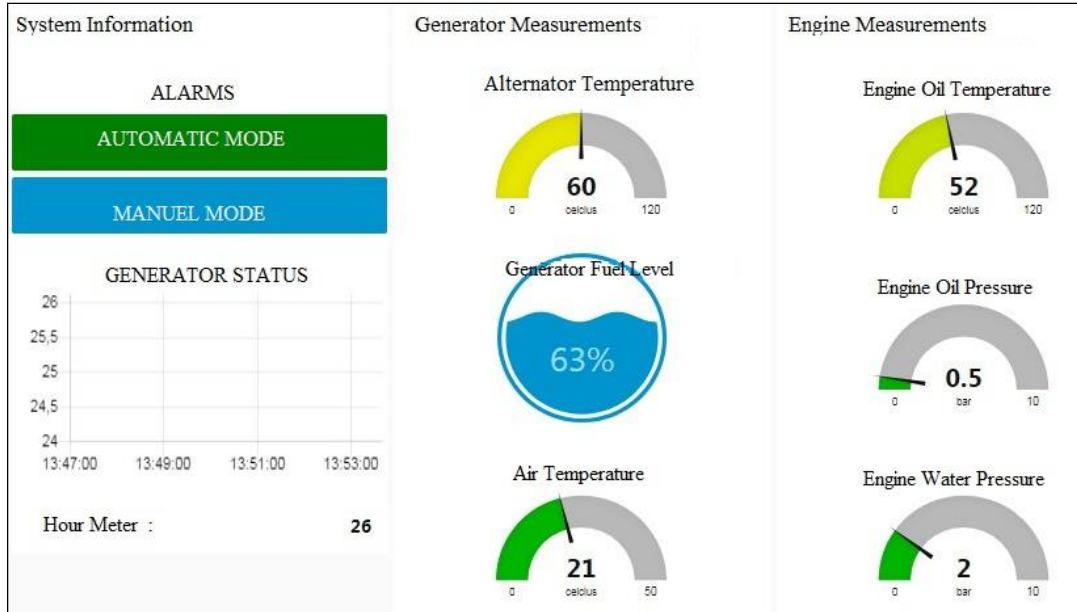 System Information
ALARMS
AUTOMATIC MODE
MANUEL MODE
GENERATOR STATUS
26
25,5
25
24,5
24
13:47:00 13:49:00 13:51:00 13:53:00
Hour Meter : 26
Generator Measurements
Alternator Temperature
60
celcius
0 120
Generator Fuel Level
63%
Air Temperature
21
celcius
0 50
Engine Measurements
Engine Oil Temperature
52
celcius
0 120
Engine Oil Pressure
0.5
bar
0 10
Engine Water Pressure
2
bar
0 10